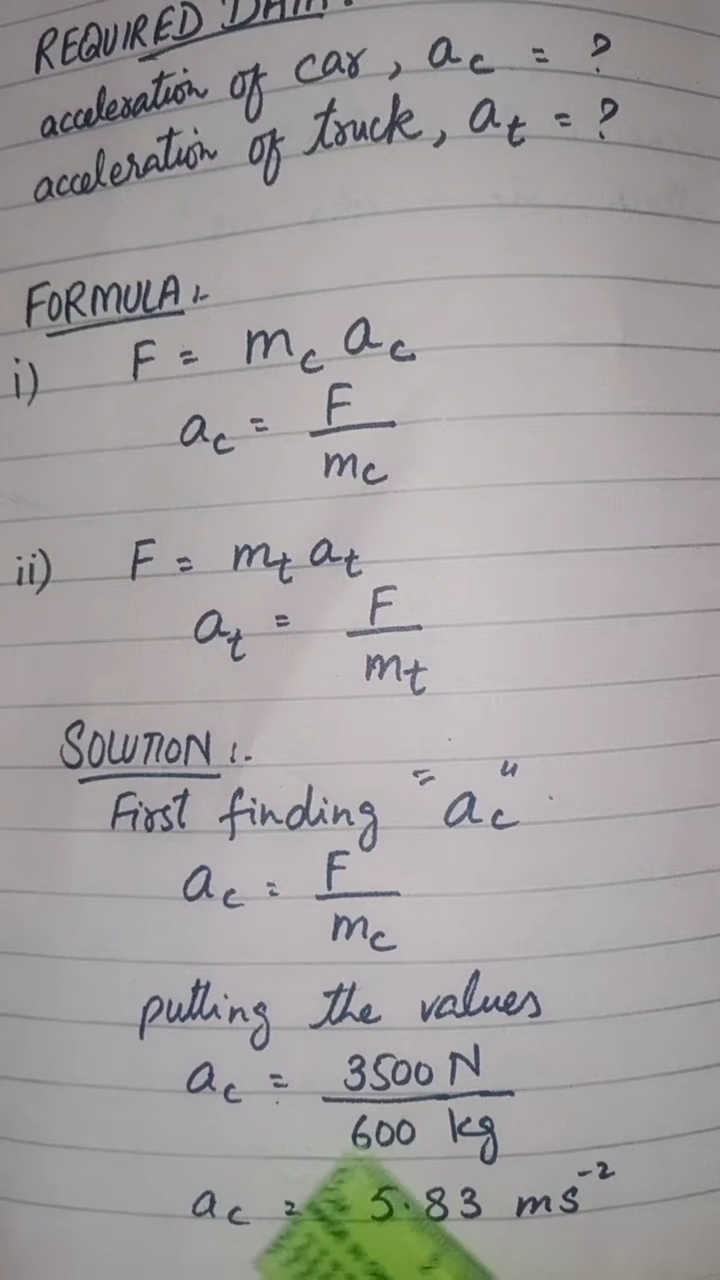 REQUIRED DATA:
acceleration of car, ac = ?
acceleration of truck, at = ?
FORMULA:-
i) F = mc ac
ac = F
mc
ii) F = mt at
at = F
mt
SOLUTION:-
First finding "ac"
ac = F
mc
putting the values
ac = 3500 N
600 kg
ac = 5.83 ms-2